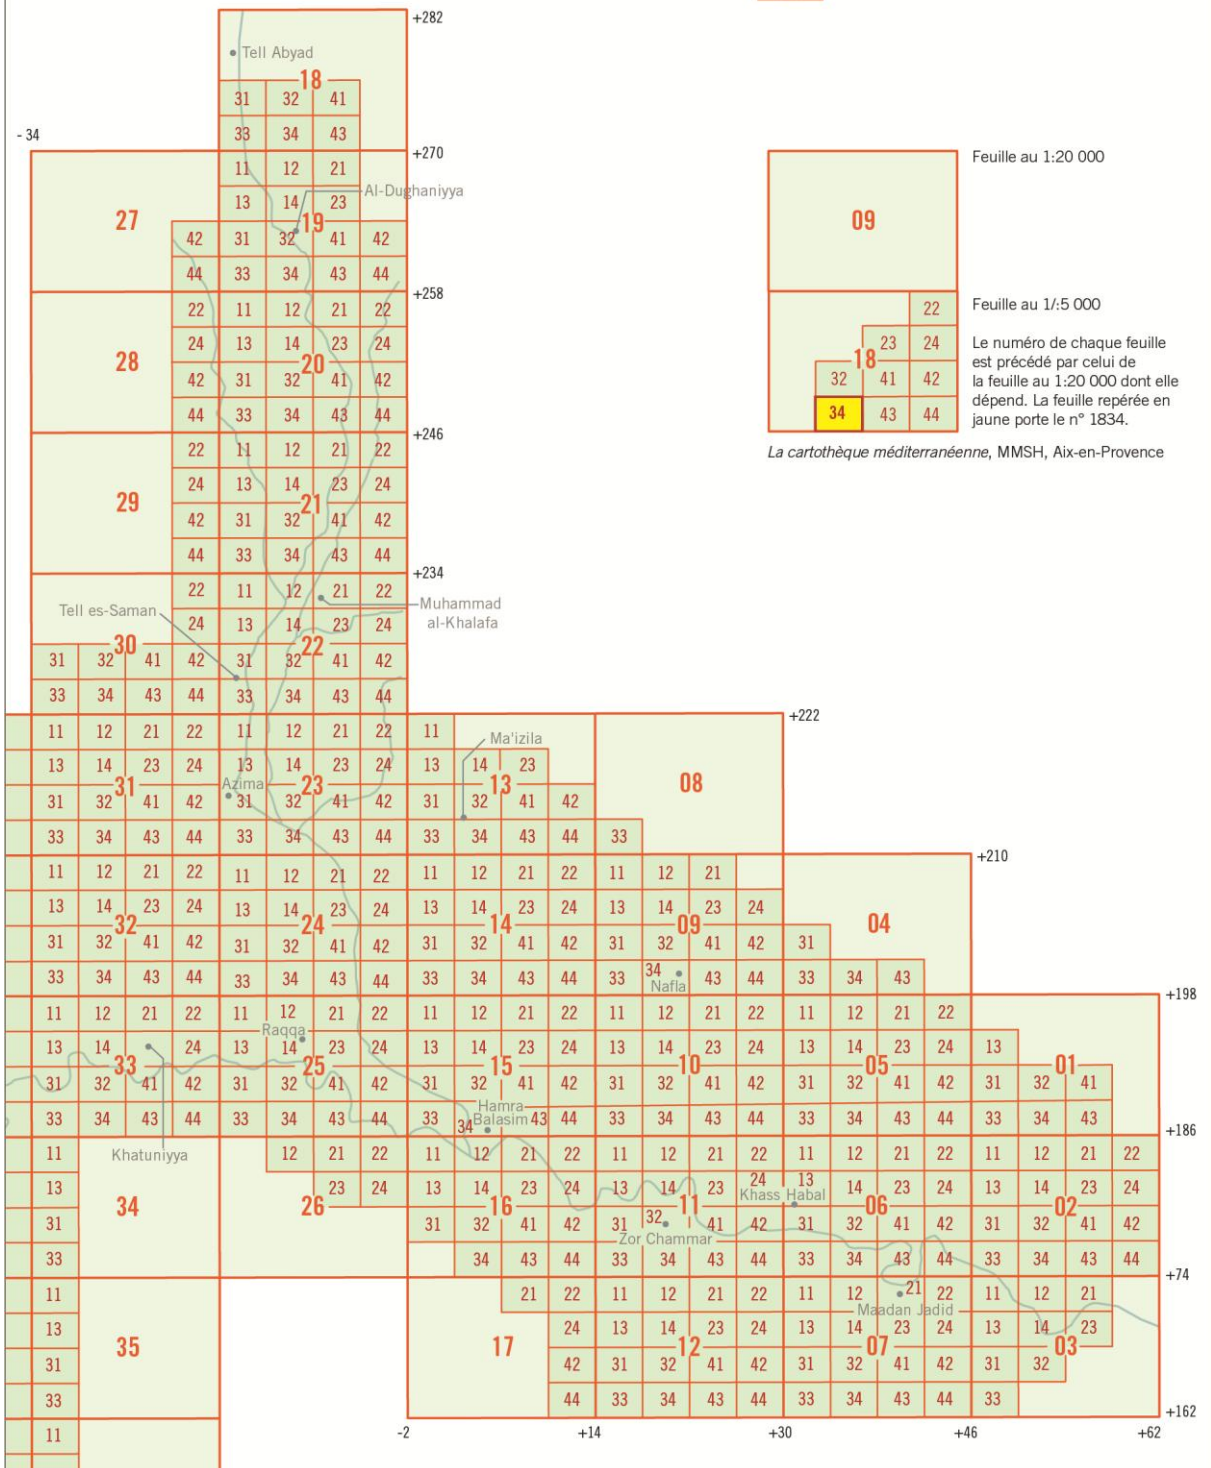 +282
Tell Abyad
18
31 32 41
- 34
33 34 43
+270
11 12 21
Al-Dughaniyya
13 14 23
27
19
42 31 32 41 42
44 33 34 43 44
+258
22 11 12 21 22
24 13 14 23 24
28
20
42 31 32 41 42
44 33 34 43 44
+246
22 11 12 21 22
24 13 14 23 24
29
21
42 31 32 41 42
44 33 34 43 44
+234
22 11 12 21 22
Tell es-Saman
Muhammad
al-Khalafa
24 13 14 23 24
30
22
31 32 41 42 31 32 41 42
33 34 43 44 33 34 43 44
+222
11 12 21 22 11 12 21 22 11
Ma'izila
13 14 23 24 13 14 23 24 13 14 23
31
Azima
23
13
08
31 32 41 42 31 32 41 42 31 32 41 42
33 34 43 44 33 34 43 44 33 34 43 44 33
+210
11 12 21 22 11 12 21 22 11 12 21 22 11 12 21
13 14 23 24 13 14 23 24 13 14 23 24 13 14 23 24
32
24
14
09
04
31 32 41 42 31 32 41 42 31 32 41 42 31 32 41 42 31
33 34 43 44 33 34 43 44 33 34 43 44 33 34 43 44 33 34 43
Nafla
+198
11 12 21 22 11 12 21 22 11 12 21 22 11 12 21 22 11 12 21 22
Raqqa
13 14 24 13 14 23 24 13 14 23 24 13 14 23 24 13 14 23 24 13
33
25
15
10
05
01
31 32 41 42 31 32 41 42 31 32 41 42 31 32 41 42 31 32 41 42 31 32 41
Hamra
Balasim
33 34 43 44 33 34 43 44 33 34 43 44 33 34 43 44 33 34 43 44 33 34 43
+186
Khatuniyya
11 12 21 22 11 12 21 22 11 12 21 22 11 12 21 22 11 12 21 22
13 23 24 13 14 23 24 13 14 23 24 13 14 23 24 13 14 23 24
Khass Habal
34
26
16
11
06
02
31 31 32 41 42 31 32 41 42 31 32 41 42 31 32 41 42
Zor Chammar
33 34 43 44 33 34 43 44 33 34 43 44 33 34 43 44
+74
11 21 22 11 12 21 22 11 12 21 22 11 12 21
Maadan Jadid
13 24 13 14 23 24 13 14 23 24 13 14 23
35
17
12
07
03
31 42 31 32 41 42 31 32 41 42 31 32
33 44 33 34 43 44 33 34 43 44 33
+162
11
-2 +14 +30 +46 +62
Feuille au 1:20 000
09
Feuille au 1/:5 000
22
23 24
18
32 41 42
34 43 44
Le numéro de chaque feuille
est précédé par celui de
la feuille au 1:20 000 dont elle
dépend. La feuille repérée en
jaune porte le n° 1834.
La cartothèque méditerranéenne, MMSH, Aix-en-Provence